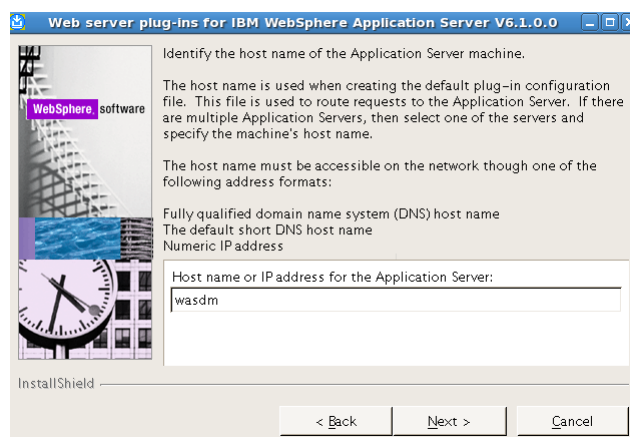 Web server plug-ins for IBM WebSphere Application Server V6.1.0.0
Identify the host name of the Application Server machine.
The host name is used when creating the default plug-in configuration
file. This file is used to route requests to the Application Server. If there
are multiple Application Servers, then select one of the servers and
specify the machine's host name.
WebSphere. software
The host name must be accessible on the network though one of the
following address formats:
Fully qualified domain name system (DNS) host name
The default short DNS host name
Numeric IP address
Host name or IP address for the Application Server:
wasdm
InstallShield
< Back Next > Cancel